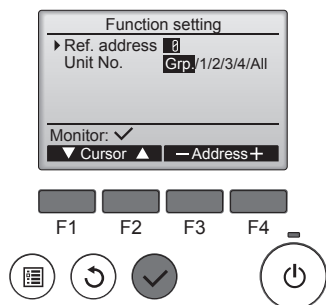 Function setting
Ref. address 0
Unit No. Grp./1/2/3/4/All
Monitor: ✓
▼ Cursor ▲ －Address＋
F1 F2 F3 F4